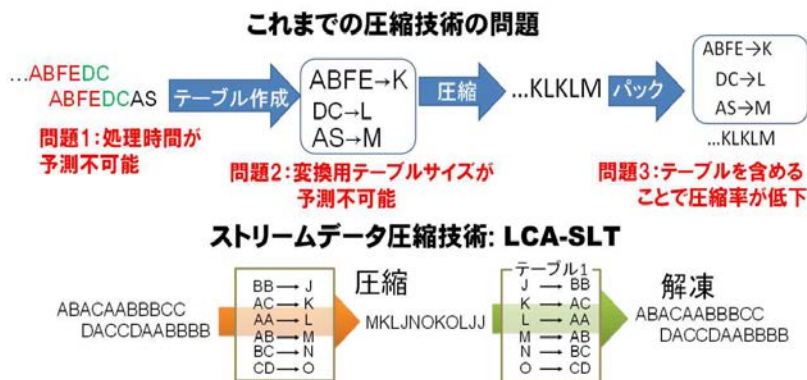 これまでの圧縮技術の問題
...ABFEDC
ABFEDCAS
テーブル作成
ABFE→K
DC→L
AS→M
圧縮
...KLKLM
パック
ABFE→K
DC→L
AS→M
...KLKLM
問題1:処理時間が
予測不可能
問題2:変換用テーブルサイズが
予測不可能
問題3:テーブルを含める
ことで圧縮率が低下
ストリームデータ圧縮技術: LCA-SLT
ABACAABBBCC
DACCDAABBBB
BB→J
AC→K
AA→L
AB→M
BC→N
CD→O
圧縮
MKLJNOKOLJJ
テーブル1
J→BB
K→AC
L→AA
M→AB
N→BC
O→CD
解凍
ABACAABBBCC
DACCDAABBBB